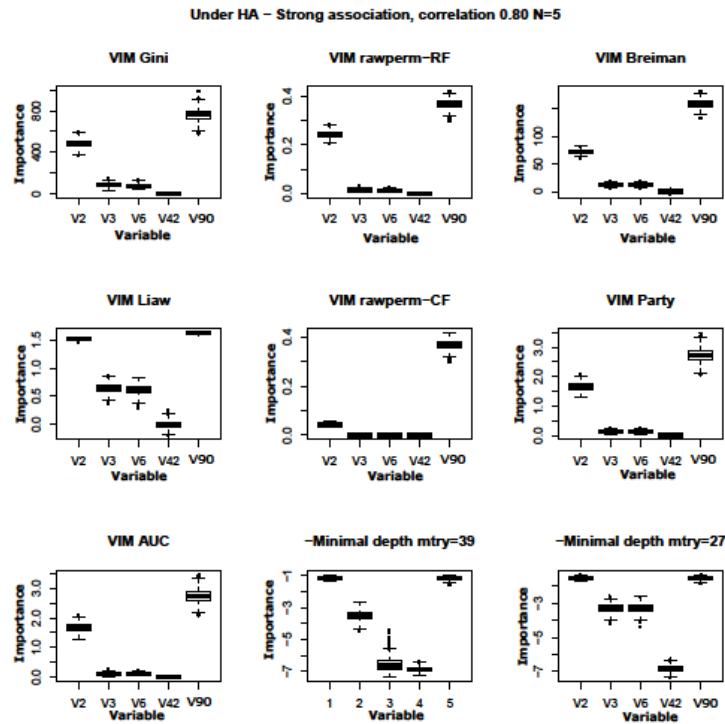 Under HA − Strong association, correlation 0.80 N=5
VIM Gini
Importance
800
400
0
V2 V3 V6 V42 V90
Variable
VIM rawperm−RF
Importance
0.4
0.2
0.0
V2 V3 V6 V42 V90
Variable
VIM Breiman
Importance
100
50
0
V2 V3 V6 V42 V90
Variable
VIM Liaw
Importance
1.5
1.0
0.5
0.0
V2 V3 V6 V42 V90
Variable
VIM rawperm−CF
Importance
0.4
0.2
0.0
V2 V3 V6 V42 V90
Variable
VIM Party
Importance
3.0
2.0
1.0
0.0
V2 V3 V6 V42 V90
Variable
VIM AUC
Importance
3.0
2.0
1.0
0.0
V2 V3 V6 V42 V90
Variable
−Minimal depth mtry=39
Importance
−1
−3
−5
−7
1 2 3 4 5
Variable
−Minimal depth mtry=27
Importance
−3
−5
−7
V2 V3 V6 V42 V90
Variable